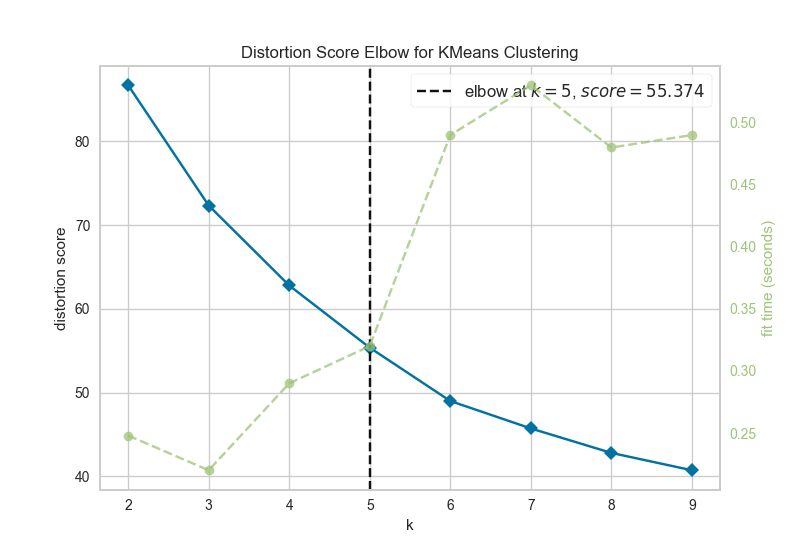 Distortion Score Elbow for KMeans Clustering
elbow at k = 5, score = 55.374
distortion score
80
70
60
50
40
0.50
0.45
0.40
0.35
0.30
0.25
fit time (seconds)
2 3 4 5 6 7 8 9
k